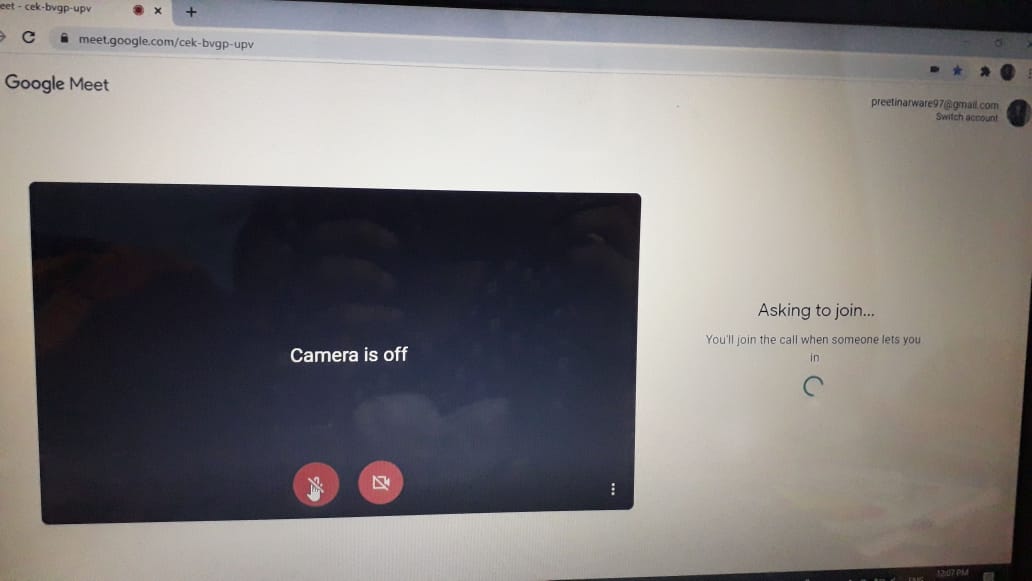 eet - cek-bvgp-upv
meet.google.com/cek-bvgp-upv
Google Meet
preetinarware97@gmail.com
Switch account
Camera is off
Asking to join...
You'll join the call when someone lets you
in
12:07 PM